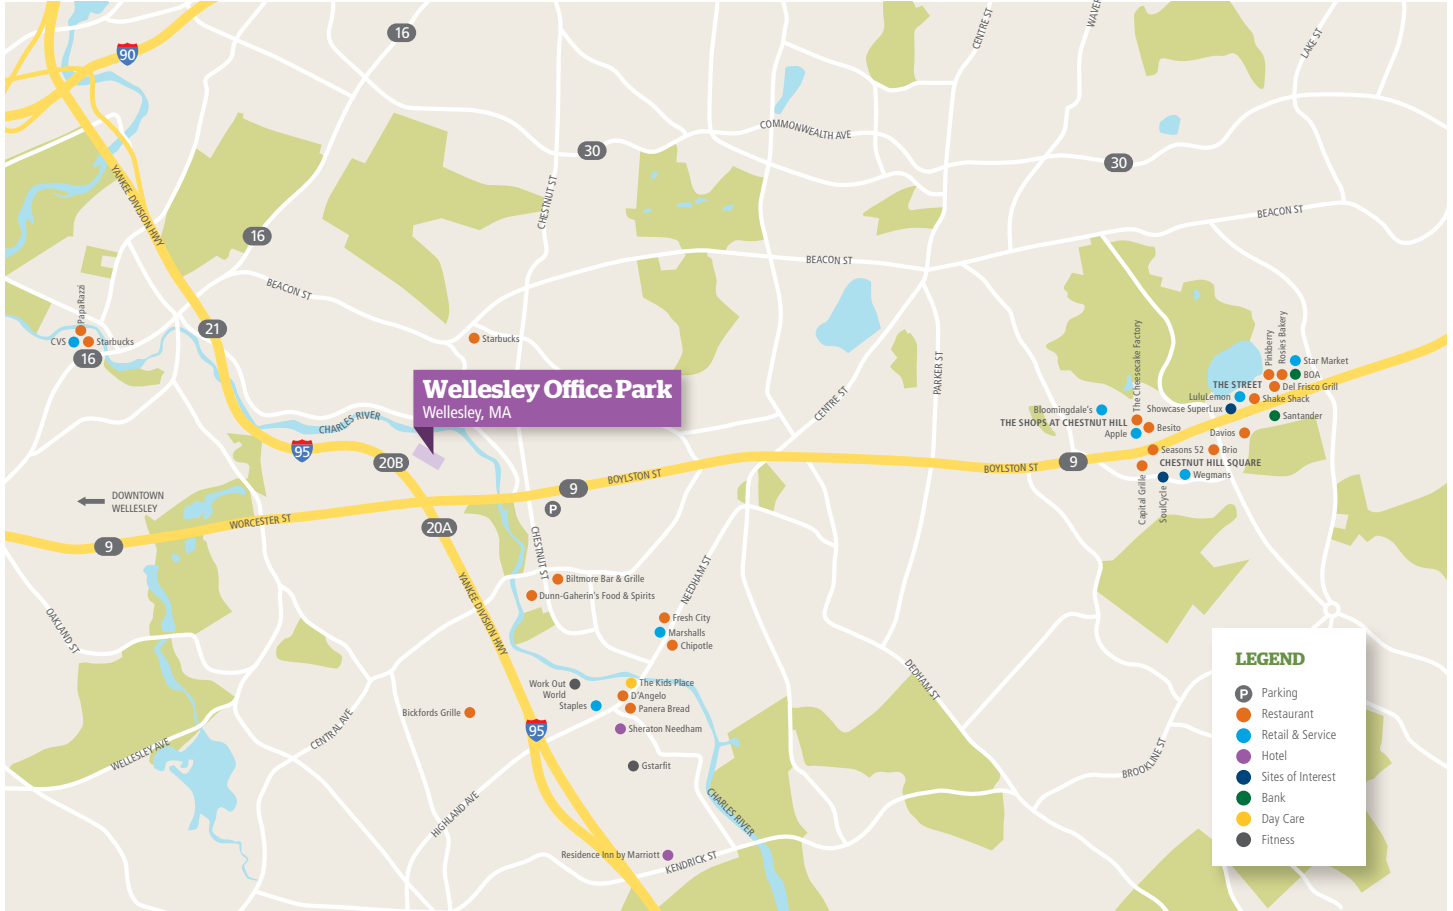 16
90
CENTRE ST
WAVER
LAKE ST
COMMONWEALTH AVE
30
30
YANKEE DIVISION HWY
CHESTNUT ST
16
BEACON ST
BEACON ST
BEACON ST
PapaRazzi
CVS
Starbucks
16
21
Starbucks
Wellesley Office Park
Wellesley, MA
CHARLES RIVER
95
20B
CENTRE ST
PARKER ST
The Cheesecake Factory
Pinkberry
Rosies Bakery
Star Market
BOA
THE STREET
Del Frisco Grill
LuluLemon
Shake Shack
Bloomingdale's
Showcase SuperLux
THE SHOPS AT CHESTNUT HILL
Santander
Apple
Besito
Davios
Seasons 52
Brio
CHESTNUT HILL SQUARE
Wegmans
Capital Grille
SoulCycle
9
BOYLSTON ST
BOYLSTON ST
9
P
DOWNTOWN
WELLESLEY
WORCESTER ST
9
20A
CHESTNUT ST
YANKEE DIVISION HWY
Biltmore Bar & Grille
Dunn-Gaherin's Food & Spirits
NEEDHAM ST
Fresh City
Marshalls
Chipotle
OAKLAND ST
Work Out
World
The Kids Place
D'Angelo
Staples
Panera Bread
Bickfords Grille
Sheraton Needham
95
Gstarfit
DEDHAM ST
CENTRAL AVE
WELLESLEY AVE
HIGHLAND AVE
CHARLES RIVER
BROOKLINE ST
Residence Inn by Marriott
KENDRICK ST
LEGEND
P Parking
Restaurant
Retail & Service
Hotel
Sites of Interest
Bank
Day Care
Fitness